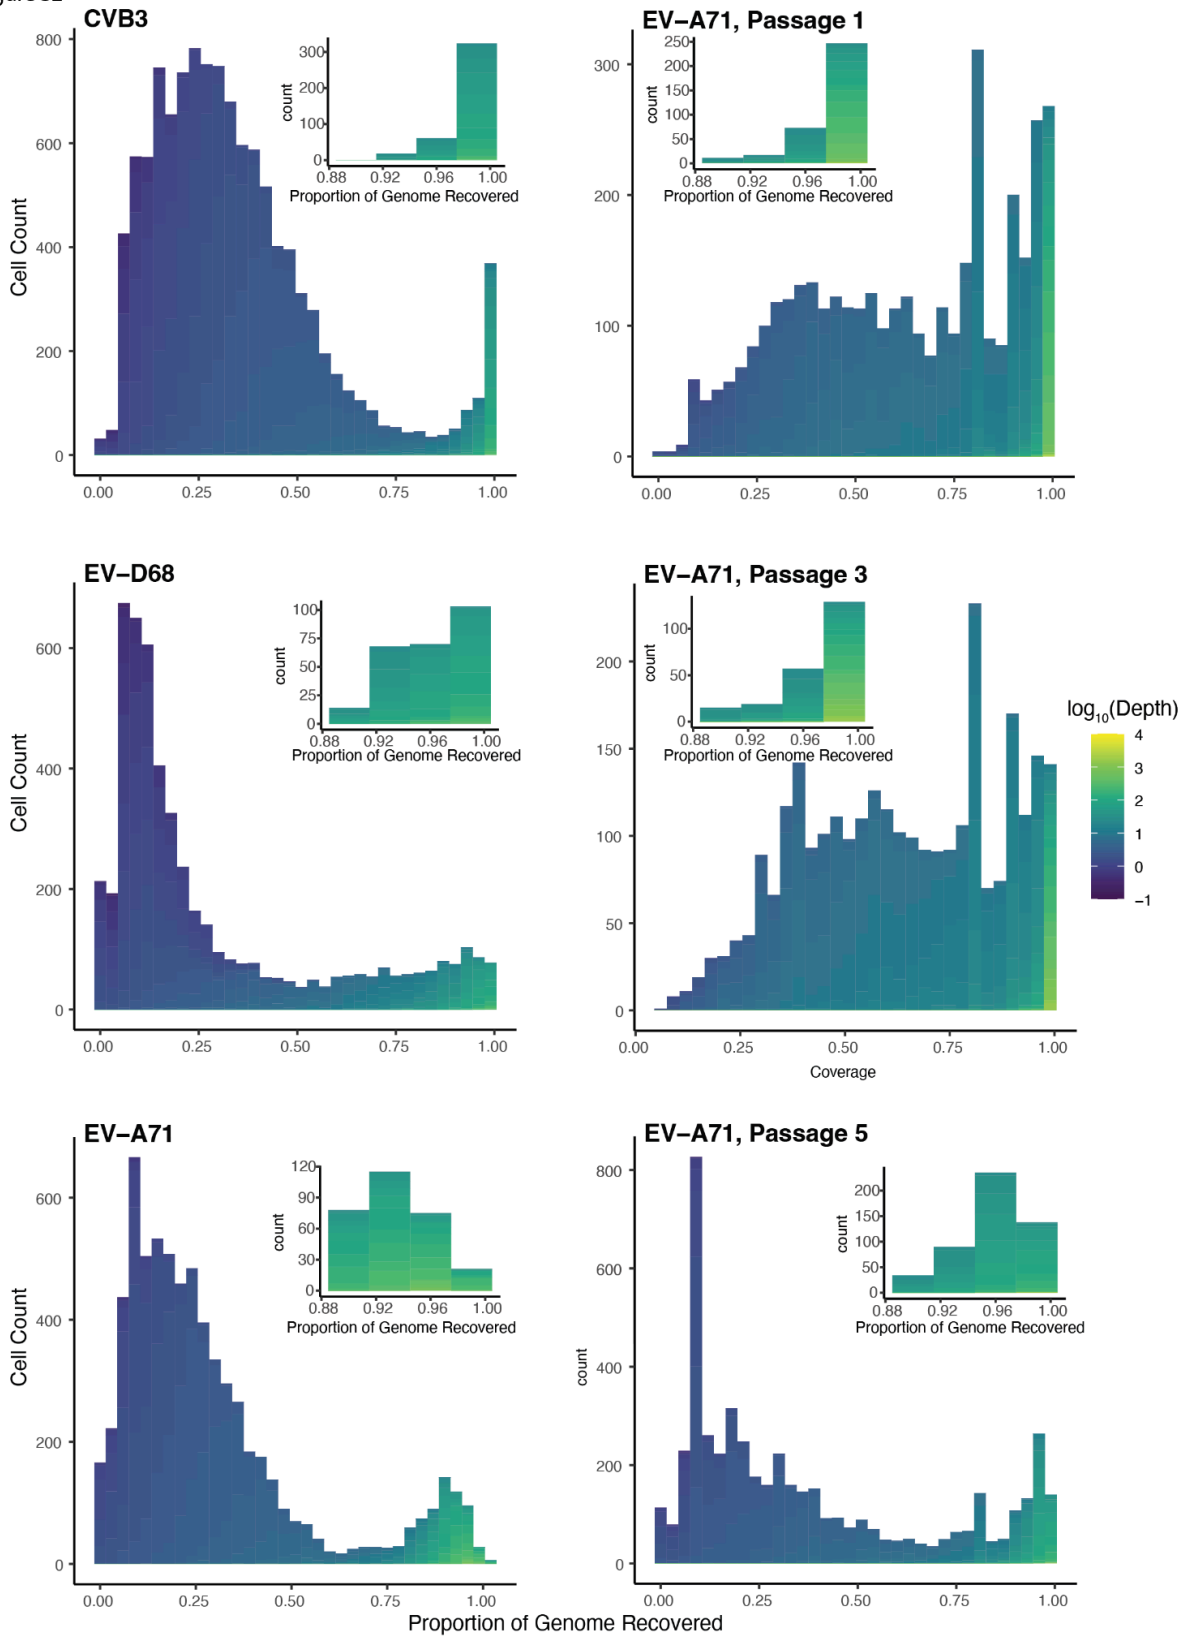 CVB3
800
600
400
200
0
Cell Count
0.00 0.25 0.50 0.75 1.00
300
200
100
0
count
0.88 0.92 0.96 1.00
Proportion of Genome Recovered
EV–A71, Passage 1
300
200
100
0
0.00 0.25 0.50 0.75 1.00
250
200
150
100
50
0
count
0.88 0.92 0.96 1.00
Proportion of Genome Recovered
EV–D68
600
400
200
0
Cell Count
0.00 0.25 0.50 0.75 1.00
100
75
50
25
0
count
0.88 0.92 0.96 1.00
Proportion of Genome Recovered
EV–A71, Passage 3
200
150
100
50
0
0.00 0.25 0.50 0.75 1.00
Coverage
100
50
0
count
0.88 0.92 0.96 1.00
Proportion of Genome Recovered
log10(Depth)
4
3
2
1
0
−1
EV–A71
600
400
200
0
Cell Count
0.00 0.25 0.50 0.75 1.00
120
90
60
30
0
count
0.88 0.92 0.96 1.00
Proportion of Genome Recovered
EV–A71, Passage 5
800
600
400
200
0
count
0.00 0.25 0.50 0.75 1.00
200
150
100
50
0
count
0.88 0.92 0.96 1.00
Proportion of Genome Recovered
Proportion of Genome Recovered